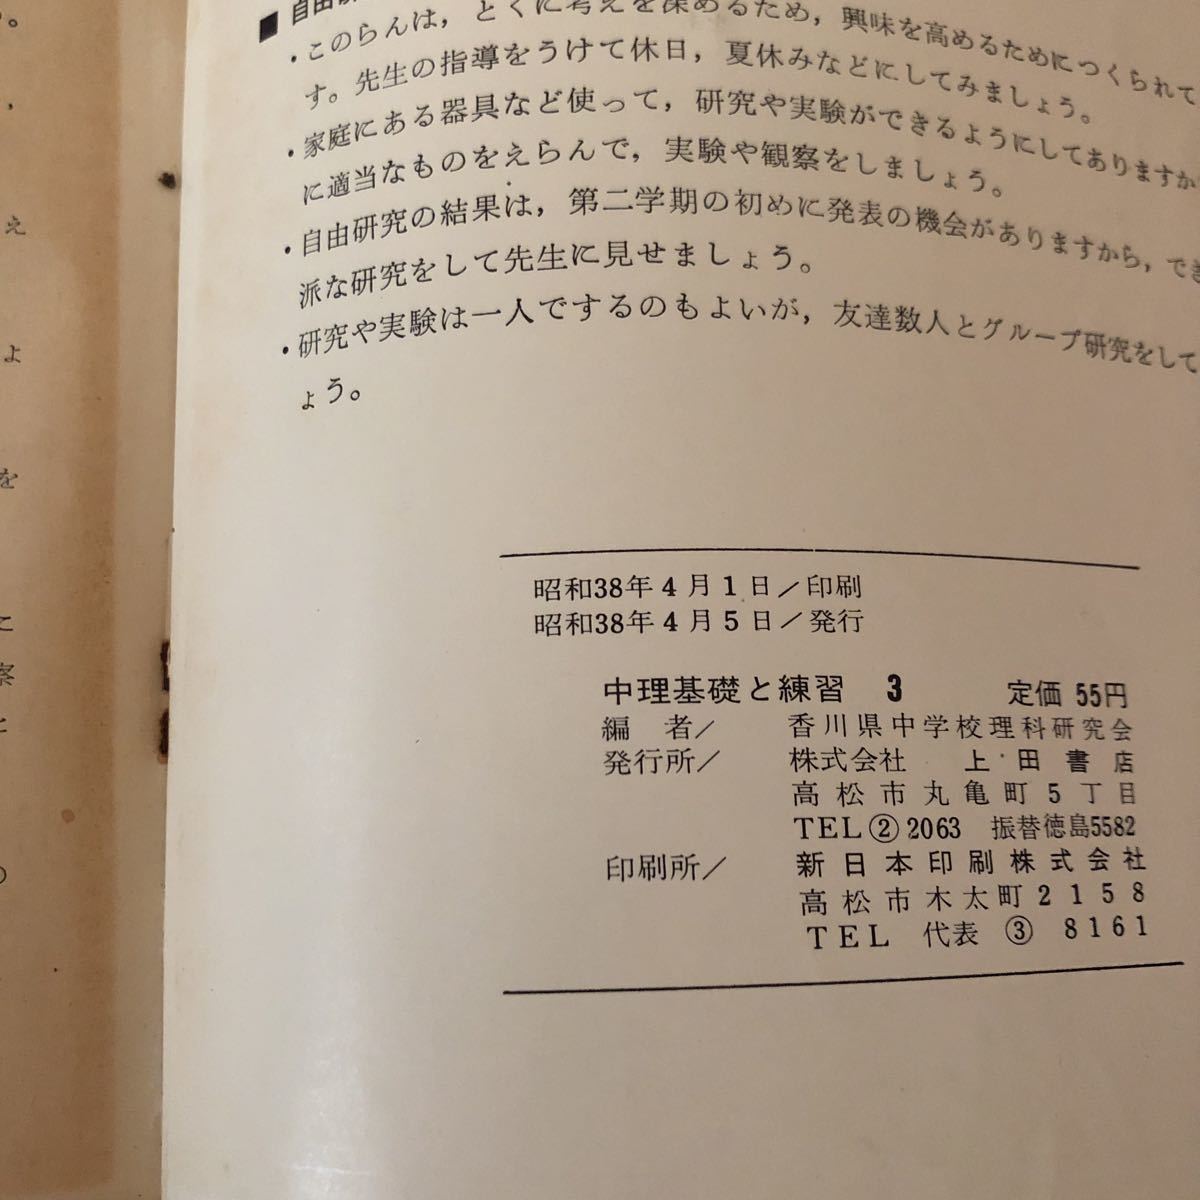 ■ 自由研
・このらんは，とくに考えを深めるため，興味を高めるためにつくられて
す。先生の指導をうけて休日，夏休みなどにしてみましょう。
・家庭にある器具など使って，研究や実験ができるようにしてありますか
に適当なものをえらんで，実験や観察をしましょう。
・自由研究の結果は，第二学期の初めに発表の機会がありますから，でき
派な研究をして先生に見せましょう。
・研究や実験は一人でするのもよいが，友達数人とグループ研究をして
ょう。
昭和38年4月1日／印刷
昭和38年4月5日／発行
中理基礎と練習 3 定価 55円
編者／ 香川県中学校理科研究会
発行所／ 株式会社 上田書店
高松市丸亀町5丁目
TEL② 2063 振替徳島5582
印刷所／ 新日本印刷株式会社
高松市木太町2158
TEL 代表 ③ 8161
。
，
え
よ
を
こ
察
の